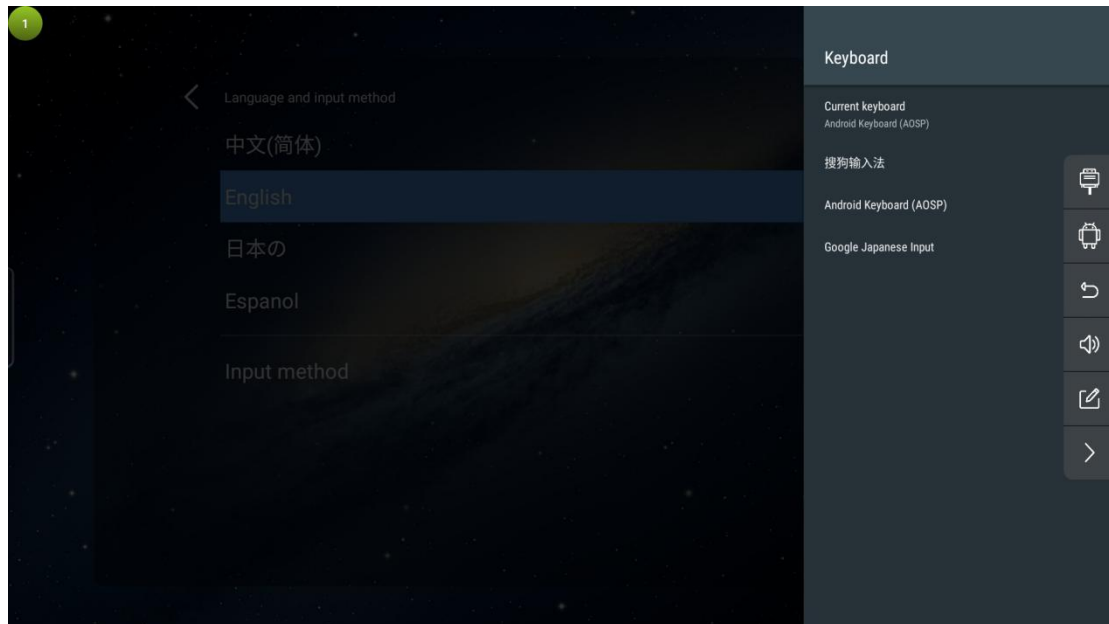 1
Language and input method
中文(简体)
English
日本の
Espanol
Input method
Keyboard
Current keyboard
Android Keyboard (AOSP)
搜狗输入法
Android Keyboard (AOSP)
Google Japanese Input